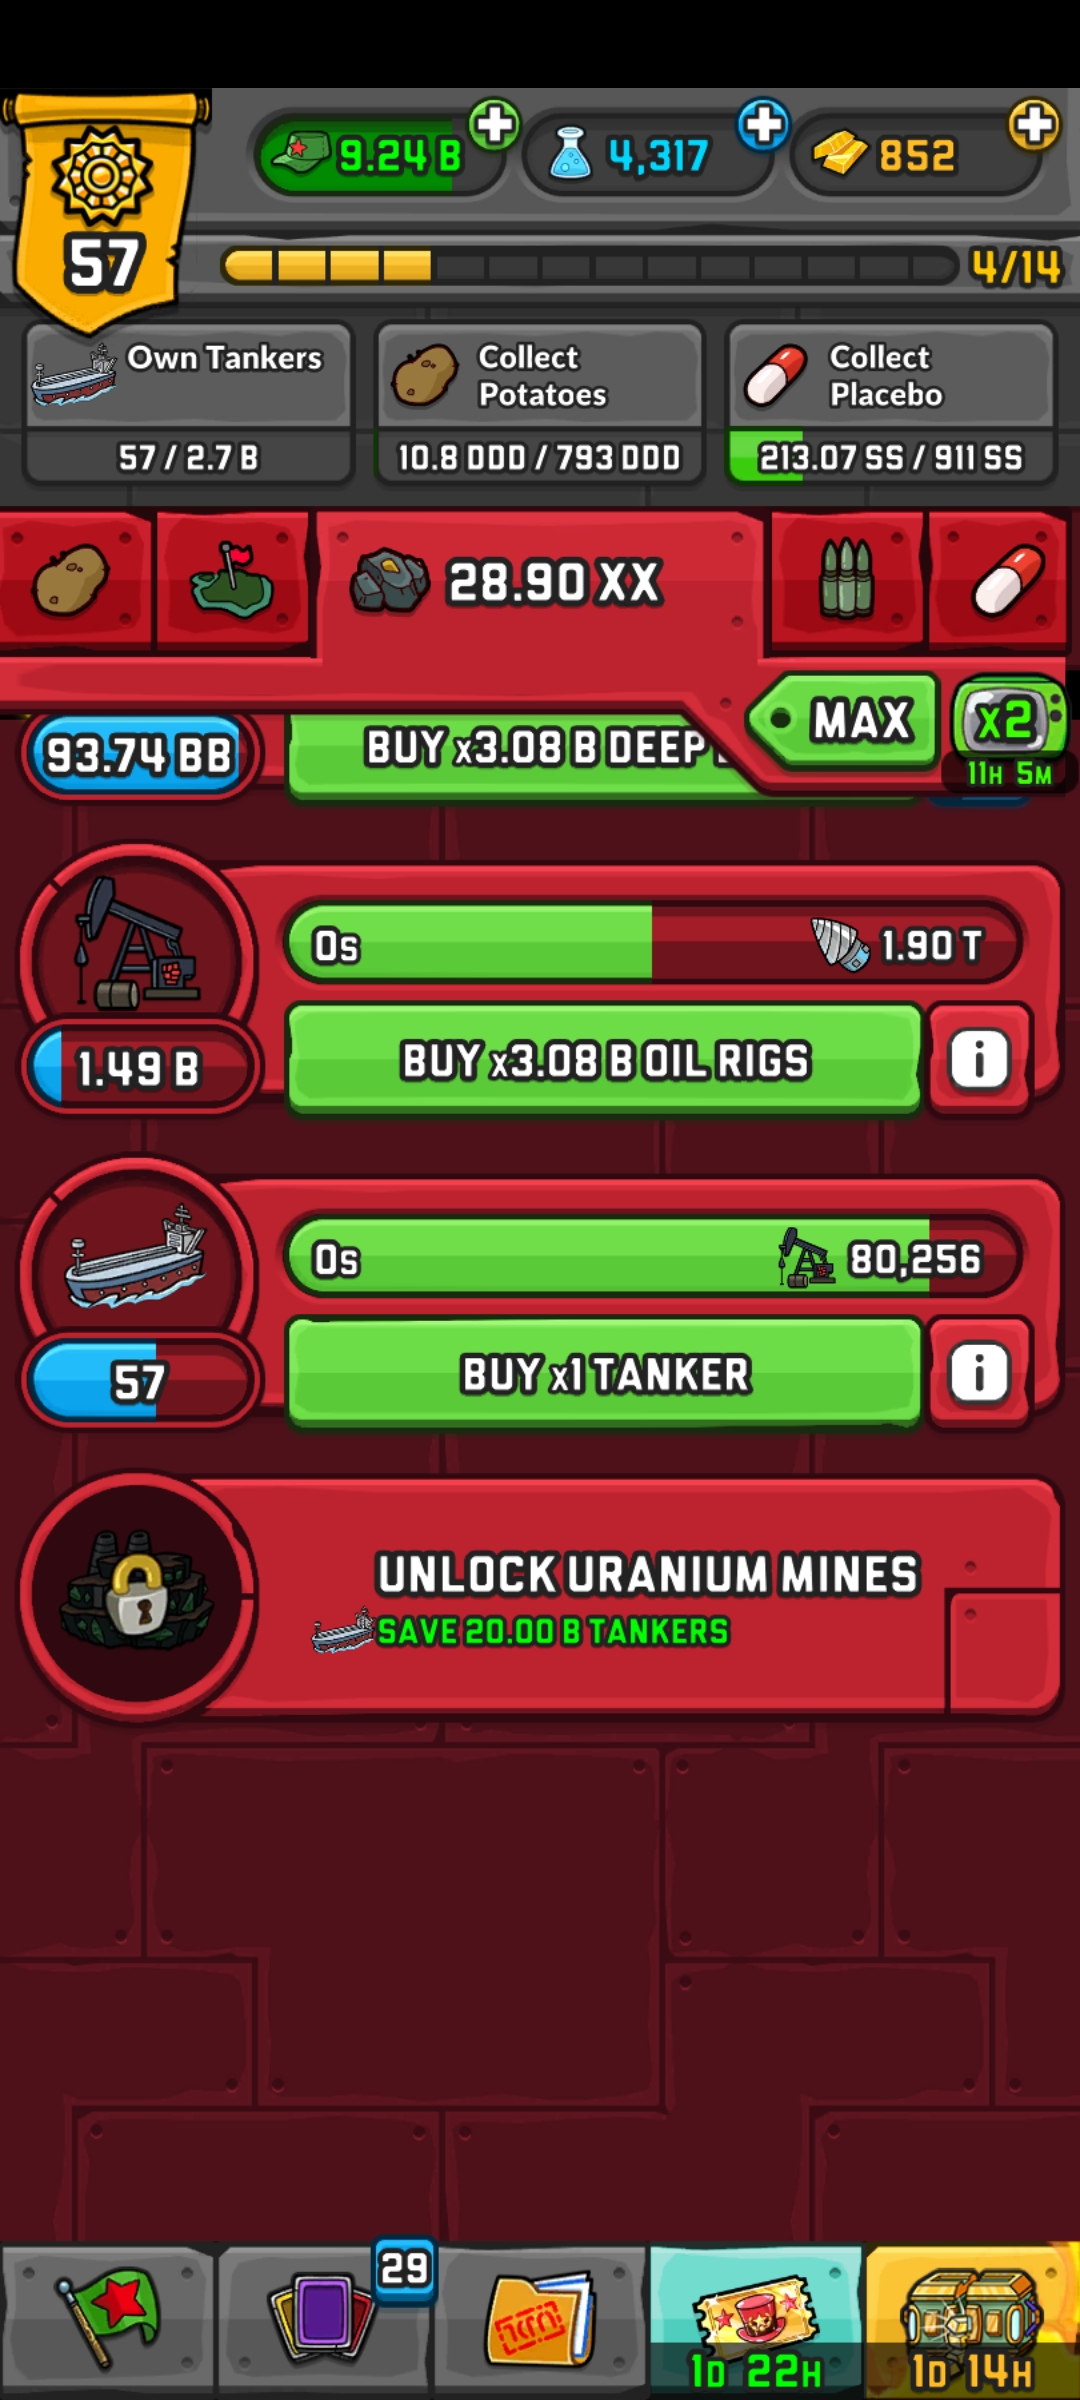 9.24 B
4,317
852
57
4/14
Own Tankers
57 / 2.7 B
Collect
Potatoes
10.8 DDD / 793 DDD
Collect
Placebo
213.07 SS / 911 SS
28.90 XX
MAX
x2
11H 5M
93.74 BB
BUY x3.08 B DEEP
0s
1.90 T
1.49 B
BUY x3.08 B OIL RIGS
i
0s
80,256
57
BUY x1 TANKER
i
UNLOCK URANIUM MINES
SAVE 20.00 B TANKERS
29
1D 22H
1D 14H